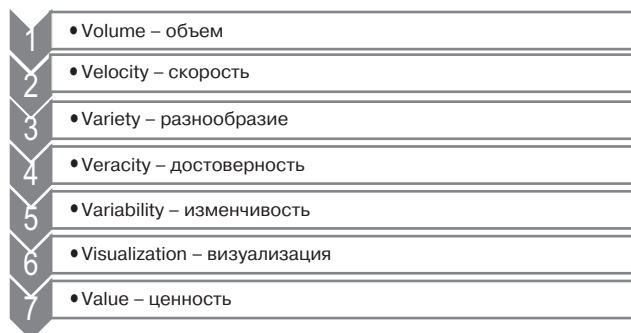 1
• Volume – объем
2
• Velocity – скорость
3
• Variety – разнообразие
4
• Veracity – достоверность
5
• Variability – изменчивость
6
• Visualization – визуализация
7
• Value – ценность